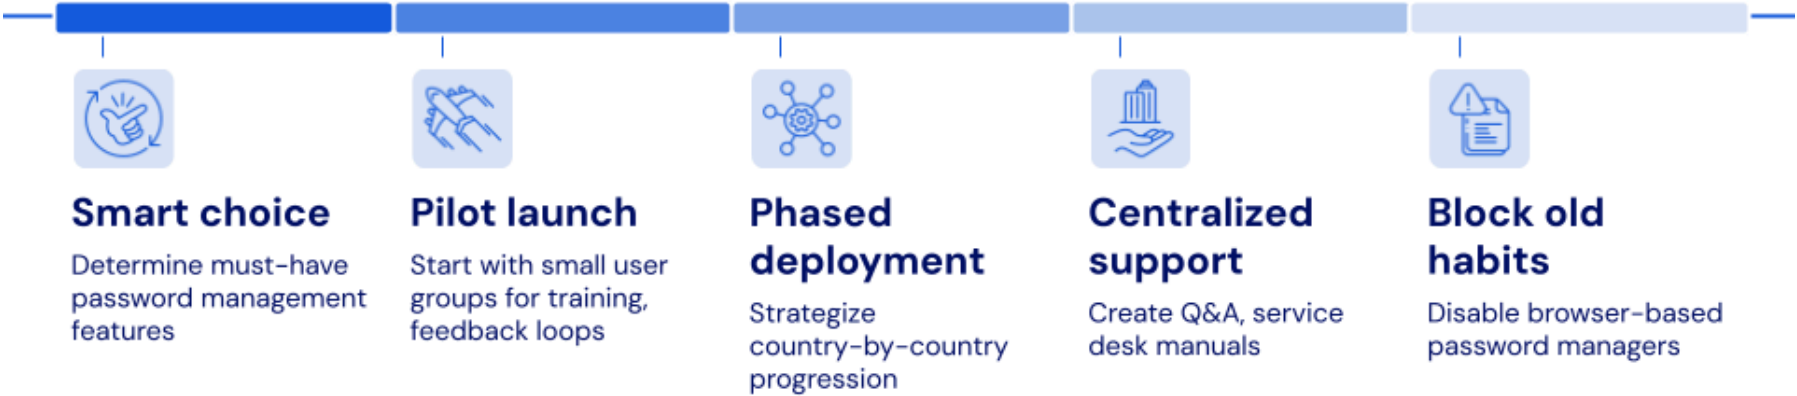 Smart choice
Determine must-have
password management
features
Pilot launch
Start with small user
groups for training,
feedback loops
Phased
deployment
Strategize
country-by-country
progression
Centralized
support
Create Q&A, service
desk manuals
Block old
habits
Disable browser-based
password managers